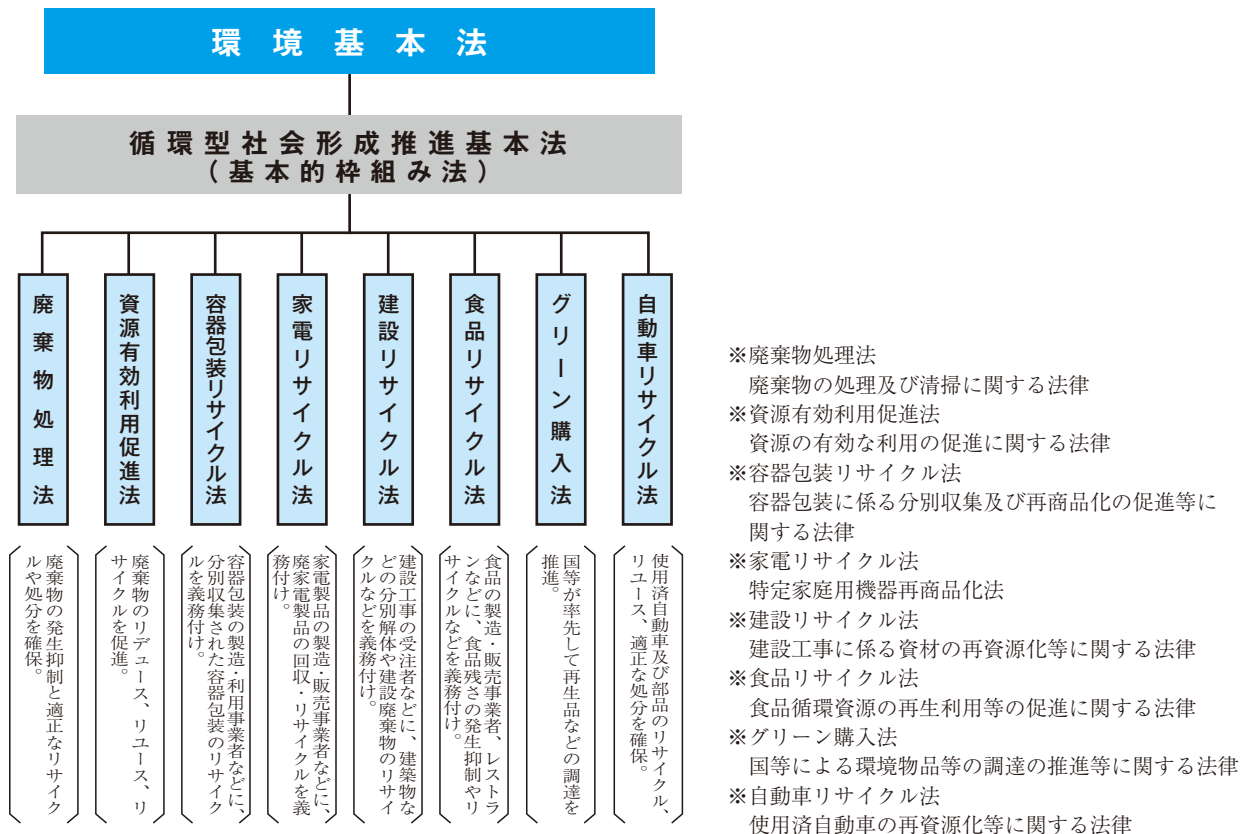 環境基本法
循環型社会形成推進基本法
(基本的枠組み法)
廃棄物処理法
資源有効利用促進法
容器包装リサイクル法
家電リサイクル法
建設リサイクル法
食品リサイクル法
グリーン購入法
自動車リサイクル法
廃棄物の発生抑制と適正なリサイク
ルや処分を確保。
廃棄物のリデュース、リユース、リ
サイクルを促進。
容器包装の製造・利用事業者などに、
分別収集された容器包装のリサイク
ルを義務付け。
家電製品の製造・販売事業者などに、
廃家電製品の回収・リサイクルを義
務付け。
建設工事の受注者などに、建築物な
どの分別解体や建設廃棄物のリサイ
クルなどを義務付け。
食品の製造・販売事業者、レストラ
ンなどに、食品残さの発生抑制やリ
サイクルなどを義務付け。
国等が率先して再生品などの調達を
推進。
使用済自動車及び部品のリサイクル、
リユース、適正な処分を確保。
※廃棄物処理法
廃棄物の処理及び清掃に関する法律
※資源有効利用促進法
資源の有効な利用の促進に関する法律
※容器包装リサイクル法
容器包装に係る分別収集及び再商品化の促進等に
関する法律
※家電リサイクル法
特定家庭用機器再商品化法
※建設リサイクル法
建設工事に係る資材の再資源化等に関する法律
※食品リサイクル法
食品循環資源の再生利用等の促進に関する法律
※グリーン購入法
国等による環境物品等の調達の推進等に関する法律
※自動車リサイクル法
使用済自動車の再資源化等に関する法律